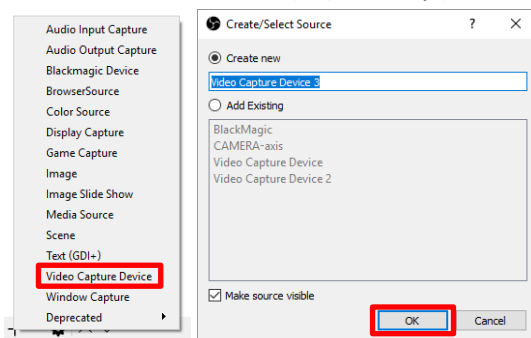 Audio Input Capture
Audio Output Capture
Blackmagic Device
BrowserSource
Color Source
Display Capture
Game Capture
Image
Image Slide Show
Media Source
Scene
Text (GDI+)
Video Capture Device
Window Capture
Deprecated
Create/Select Source
Create new
Video Capture Device 3
Add Existing
BlackMagic
CAMERA-axis
Video Capture Device
Video Capture Device 2
Make source visible
OK
Cancel